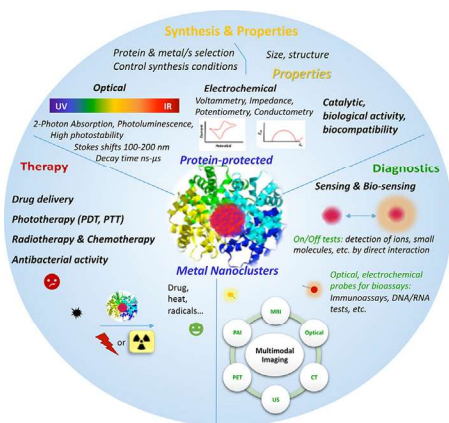 Synthesis & Properties
Protein & metal/s selection
Control synthesis conditions
Size, structure
Properties
Optical
UV
IR
2-Photon Absorption, Photoluminescence,
High photostability
Stokes shifts 100-200 nm
Decay time ns-µs
Electrochemical
Voltammetry, Impedance,
Potentiometry, Conductometry
Catalytic,
biological activity,
biocompatibility
Protein-protected
Metal Nanoclusters
Therapy
Drug delivery
Phototherapy (PDT, PTT)
Radiotherapy & Chemotherapy
Antibacterial activity
or
Drug,
heat,
radicals...
Diagnostics
Sensing & Bio-sensing
On/Off tests: detection of ions, small
molecules, etc. by direct interaction
Optical, electrochemical
probes for bioassays:
Immunoassays, DNA/RNA
tests, etc.
MRI
PAI
Optical
Multimodal
Imaging
PET
CT
US